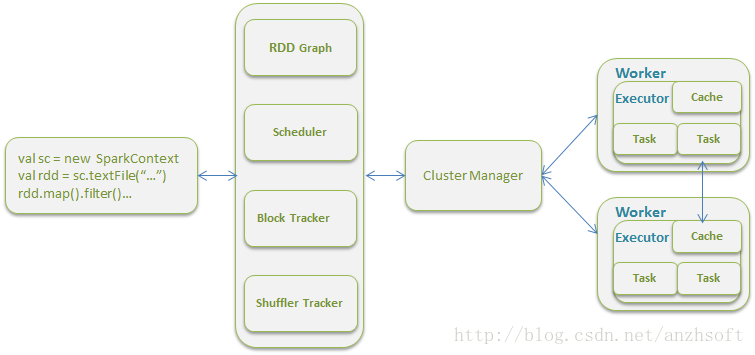 val sc = new SparkContext
val rdd = sc.textFile(“…”)
rdd.map().filter()…
RDD Graph
Scheduler
Block Tracker
Shuffler Tracker
Cluster Manager
Worker
Executor
Cache
Task
Task
Worker
Executor
Cache
Task
Task
http://blog.csdn.net/anzhsoft